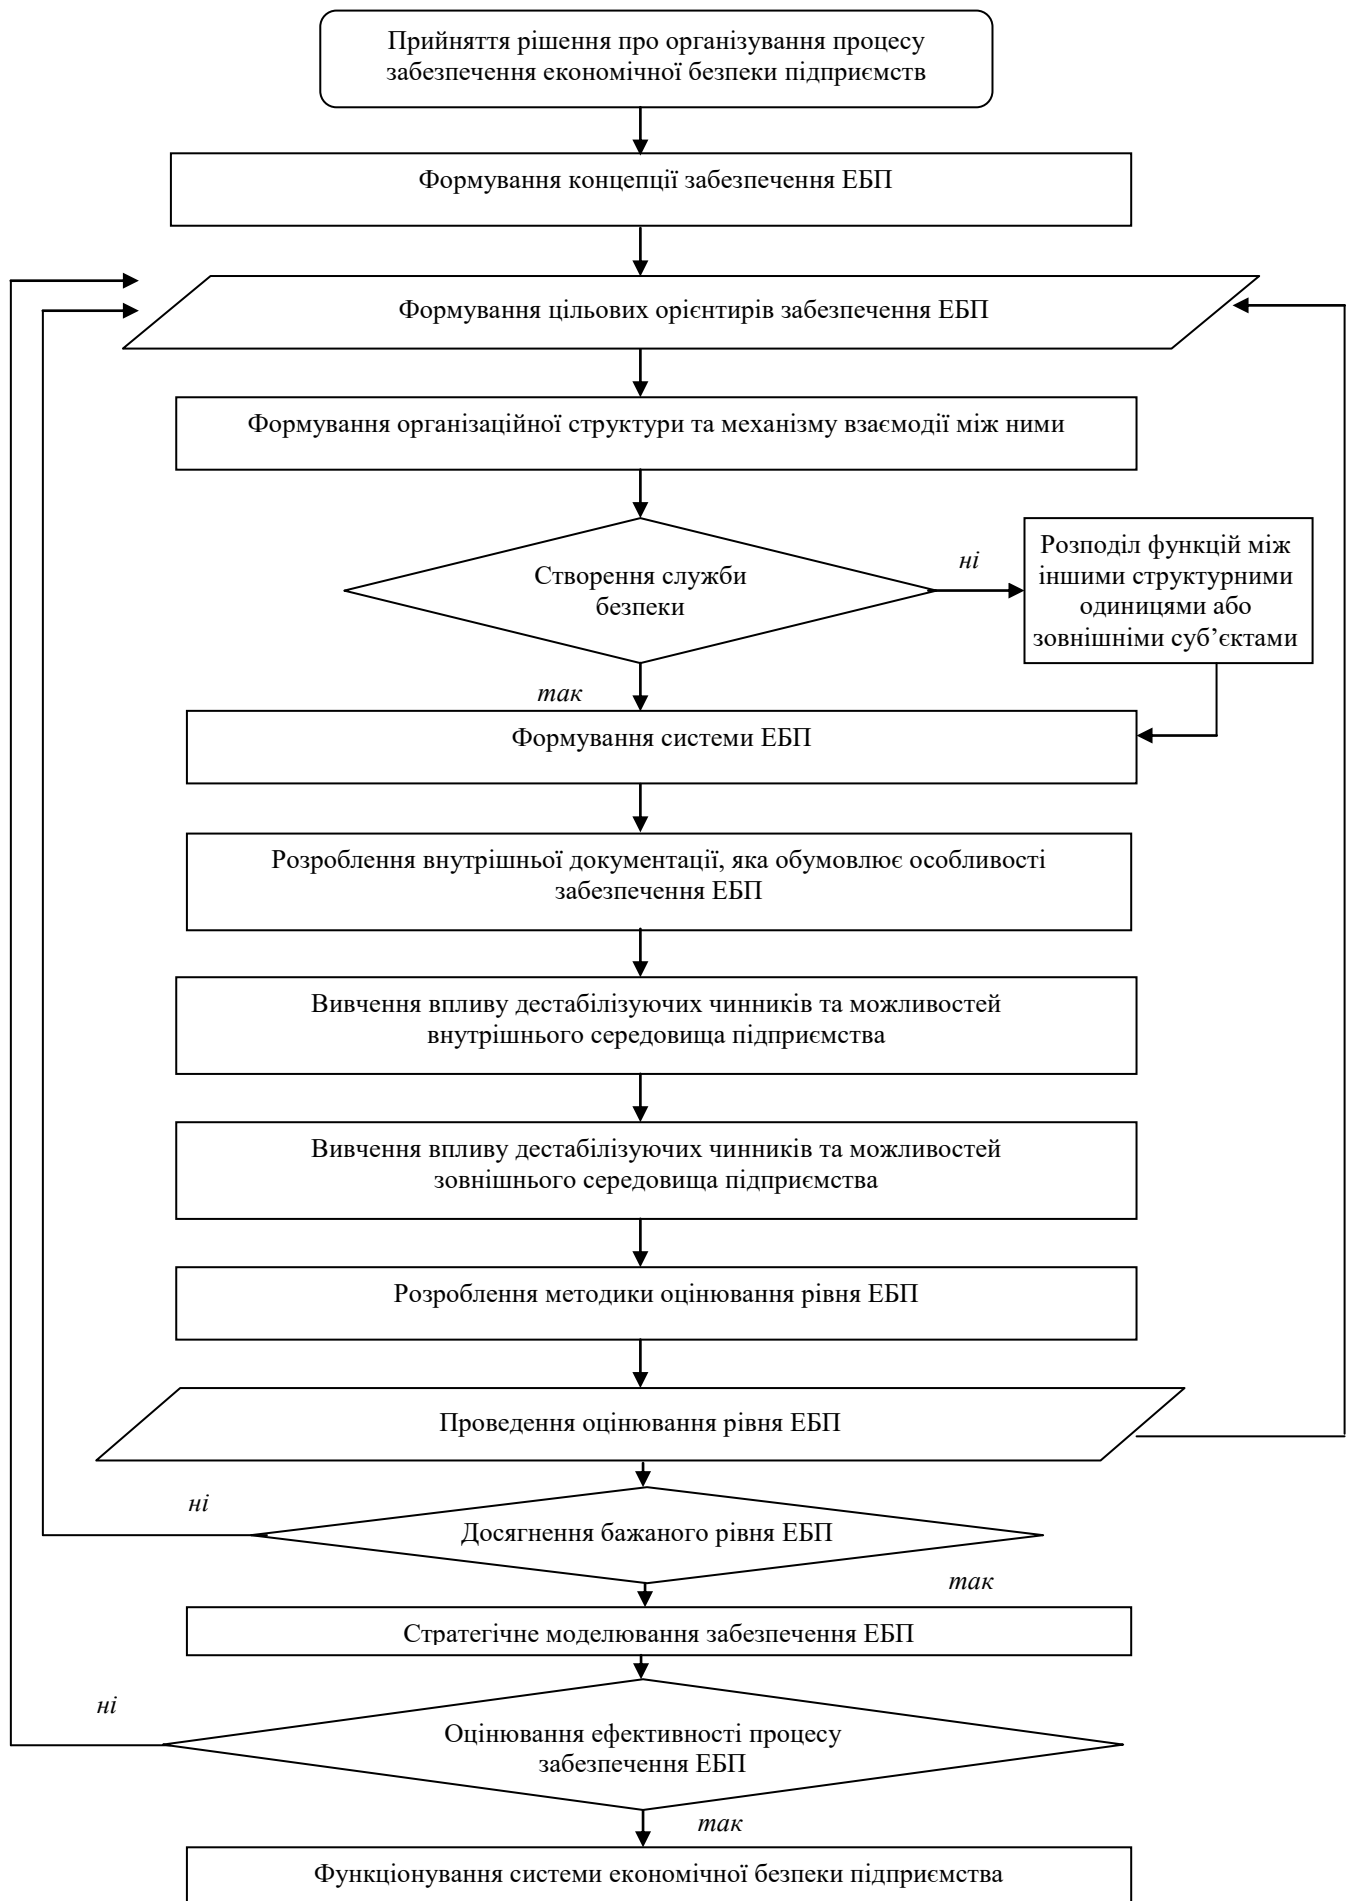 Прийняття рішення про організування процесу
забезпечення економічної безпеки підприємств
Формування концепції забезпечення ЕБП
Формування цільових орієнтирів забезпечення ЕБП
Формування організаційної структури та механізму взаємодії між ними
Створення служби
безпеки
ні
Розподіл функцій між
іншими структурними
одиницями або
зовнішніми суб’єктами
так
Формування системи ЕБП
Розроблення внутрішньої документації, яка обумовлює особливості
забезпечення ЕБП
Вивчення впливу дестабілізуючих чинників та можливостей
внутрішнього середовища підприємства
Вивчення впливу дестабілізуючих чинників та можливостей
зовнішнього середовища підприємства
Розроблення методики оцінювання рівня ЕБП
Проведення оцінювання рівня ЕБП
ні
Досягнення бажаного рівня ЕБП
так
Стратегічне моделювання забезпечення ЕБП
ні
Оцінювання ефективності процесу
забезпечення ЕБП
так
Функціонування системи економічної безпеки підприємства